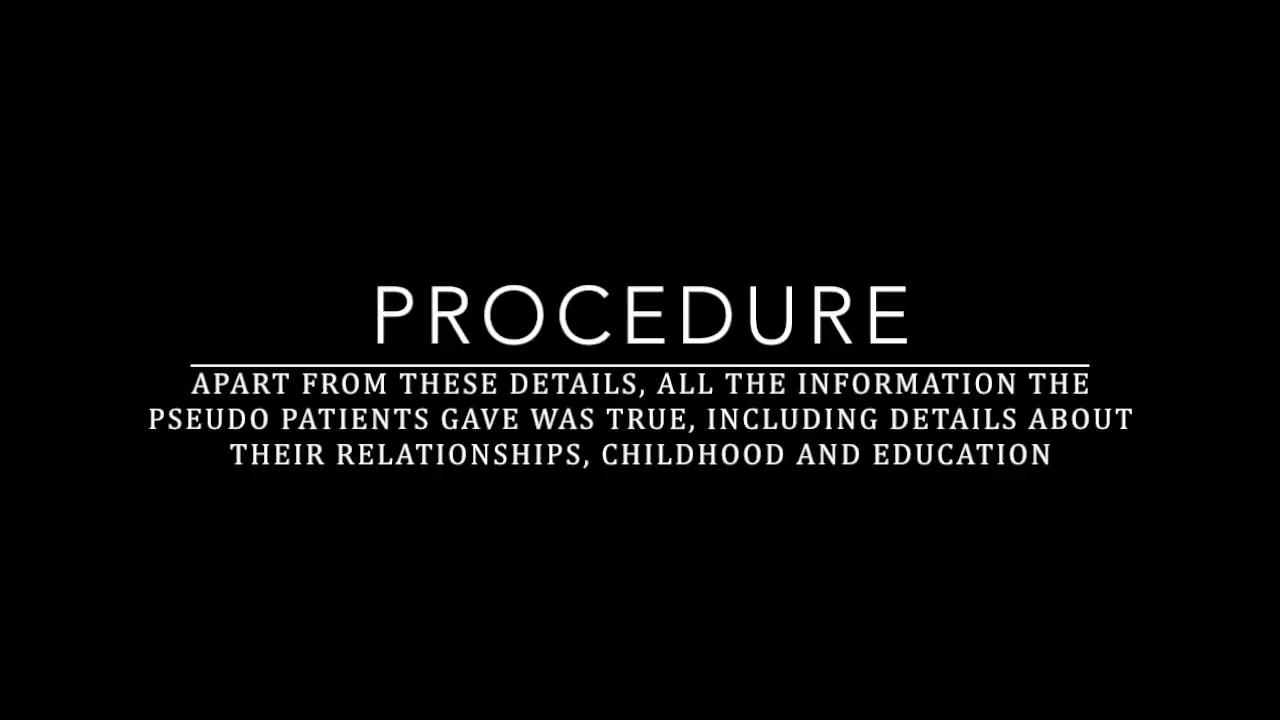 PROCEDURE
APART FROM THESE DETAILS, ALL THE INFORMATION THE
PSEUDO PATIENTS GAVE WAS TRUE, INCLUDING DETAILS ABOUT
THEIR RELATIONSHIPS, CHILDHOOD AND EDUCATION